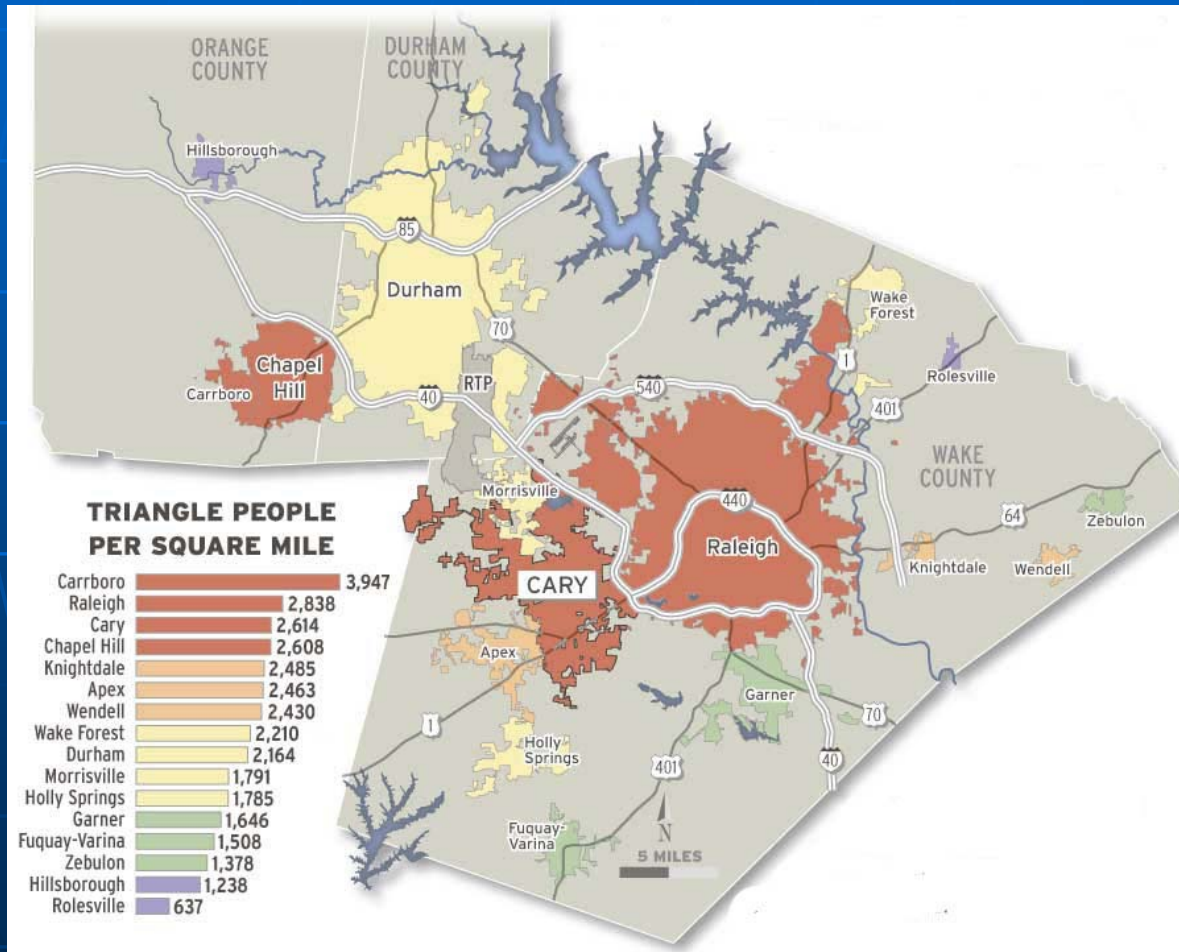 ORANGE
COUNTY
DURHAM
COUNTY
Hillsborough
85
Durham
70
Wake
Forest
1
Chapel
Hill
Carrboro
RTP
40
540
Rolesville
401
WAKE
COUNTY
Morrisville
440
64
Zebulon
Raleigh
Knightdale
Wendell
CARY
Apex
Garner
70
1
Holly
Springs
401
40
Fuquay-
Varina
N
5 MILES
TRIANGLE PEOPLE
PER SQUARE MILE
Carrboro 3,947
Raleigh 2,838
Cary 2,614
Chapel Hill 2,608
Knightdale 2,485
Apex 2,463
Wendell 2,430
Wake Forest 2,210
Durham 2,164
Morrisville 1,791
Holly Springs 1,785
Garner 1,646
Fuquay-Varina 1,508
Zebulon 1,378
Hillsborough 1,238
Rolesville 637